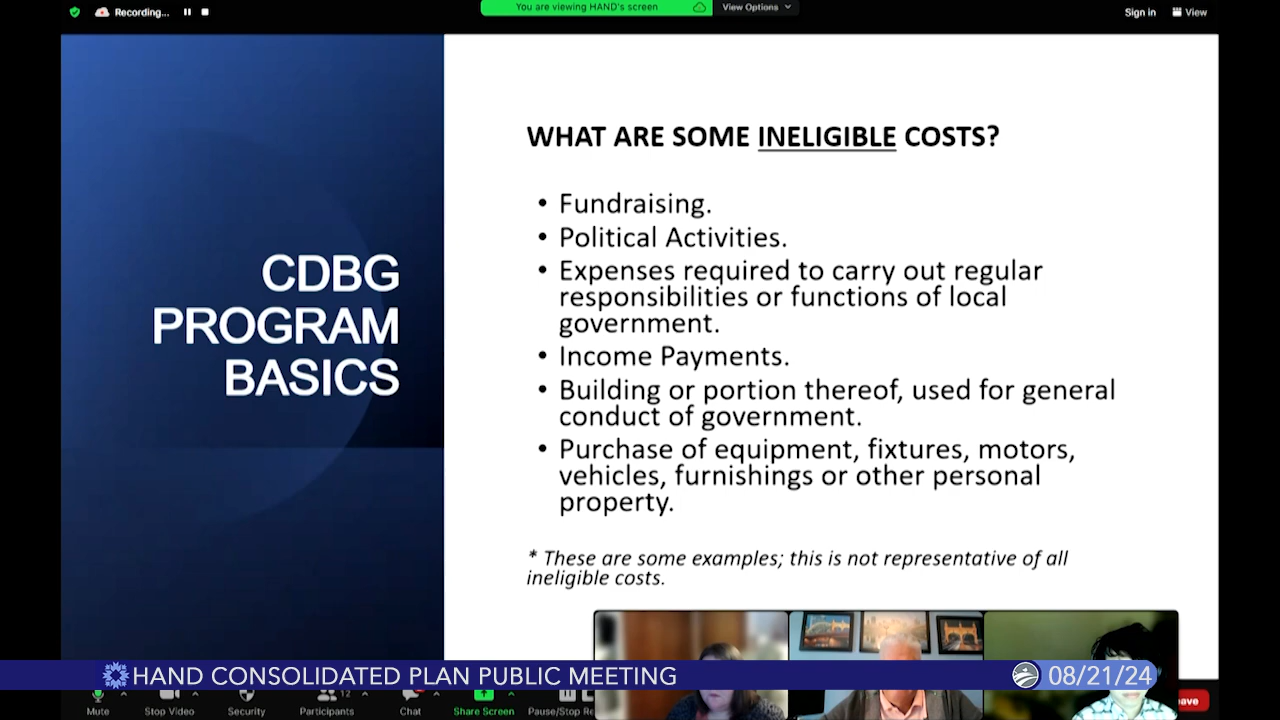 Recording...
You are viewing HAND's screen
View Options
Sign in
View
CDBG
PROGRAM
BASICS
WHAT ARE SOME INELIGIBLE COSTS?
• Fundraising.
• Political Activities.
• Expenses required to carry out regular
responsibilities or functions of local
government.
• Income Payments.
• Building or portion thereof, used for general
conduct of government.
• Purchase of equipment, fixtures, motors,
vehicles, furnishings or other personal
property.
* These are some examples; this is not representative of all
ineligible costs.
HAND CONSOLIDATED PLAN PUBLIC MEETING
08/21/24
12
Mute
Stop Video
Security
Participants
Chat
Share Screen
Pause/Stop Re
eave